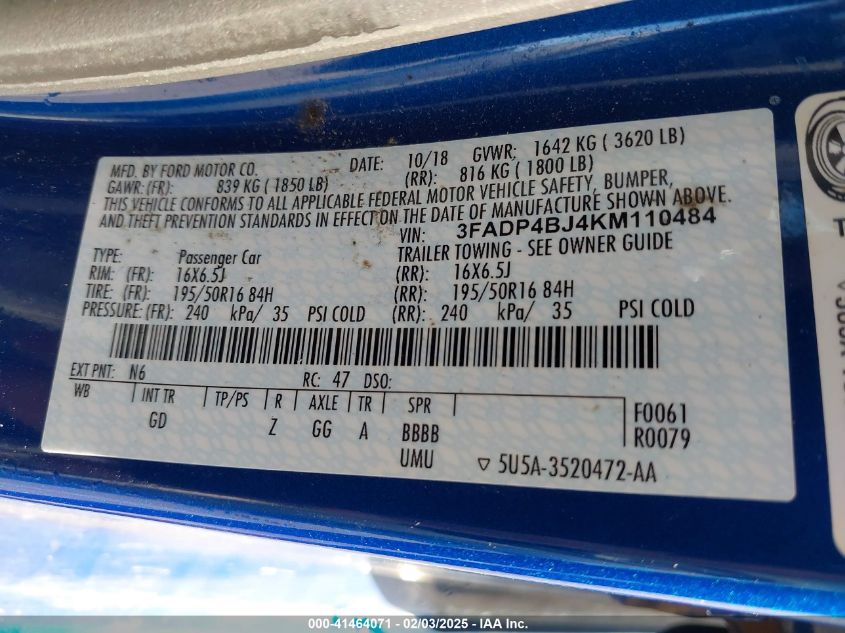 MFD. BY FORD MOTOR CO. DATE: 10/18 GVWR: 1642 KG ( 3620 LB)
GAWR: (FR): 839 KG ( 1850 LB) (RR): 816 KG ( 1800 LB)
THIS VEHICLE CONFORMS TO ALL APPLICABLE FEDERAL MOTOR VEHICLE SAFETY, BUMPER,
AND THEFT PREVENTION STANDARDS IN EFFECT ON THE DATE OF MANUFACTURE SHOWN ABOVE.
VIN: 3FADP4BJ4KM110484
TYPE: Passenger Car TRAILER TOWING - SEE OWNER GUIDE
RIM: (FR): 16X6.5J (RR): 16X6.5J
TIRE: (FR): 195/50R16 84H (RR): 195/50R16 84H
PRESSURE: (FR): 240 kPa/ 35 PSI COLD (RR): 240 kPa/ 35 PSI COLD
EXT PNT: N6 RC: 47 DSO:
WB INT TR TP/PS R AXLE TR SPR F0061
GD Z GG A BBBB R0079
UMU ▽ 5U5A-3520472-AA
000-41464071 - 02/03/2025 - IAA Inc.